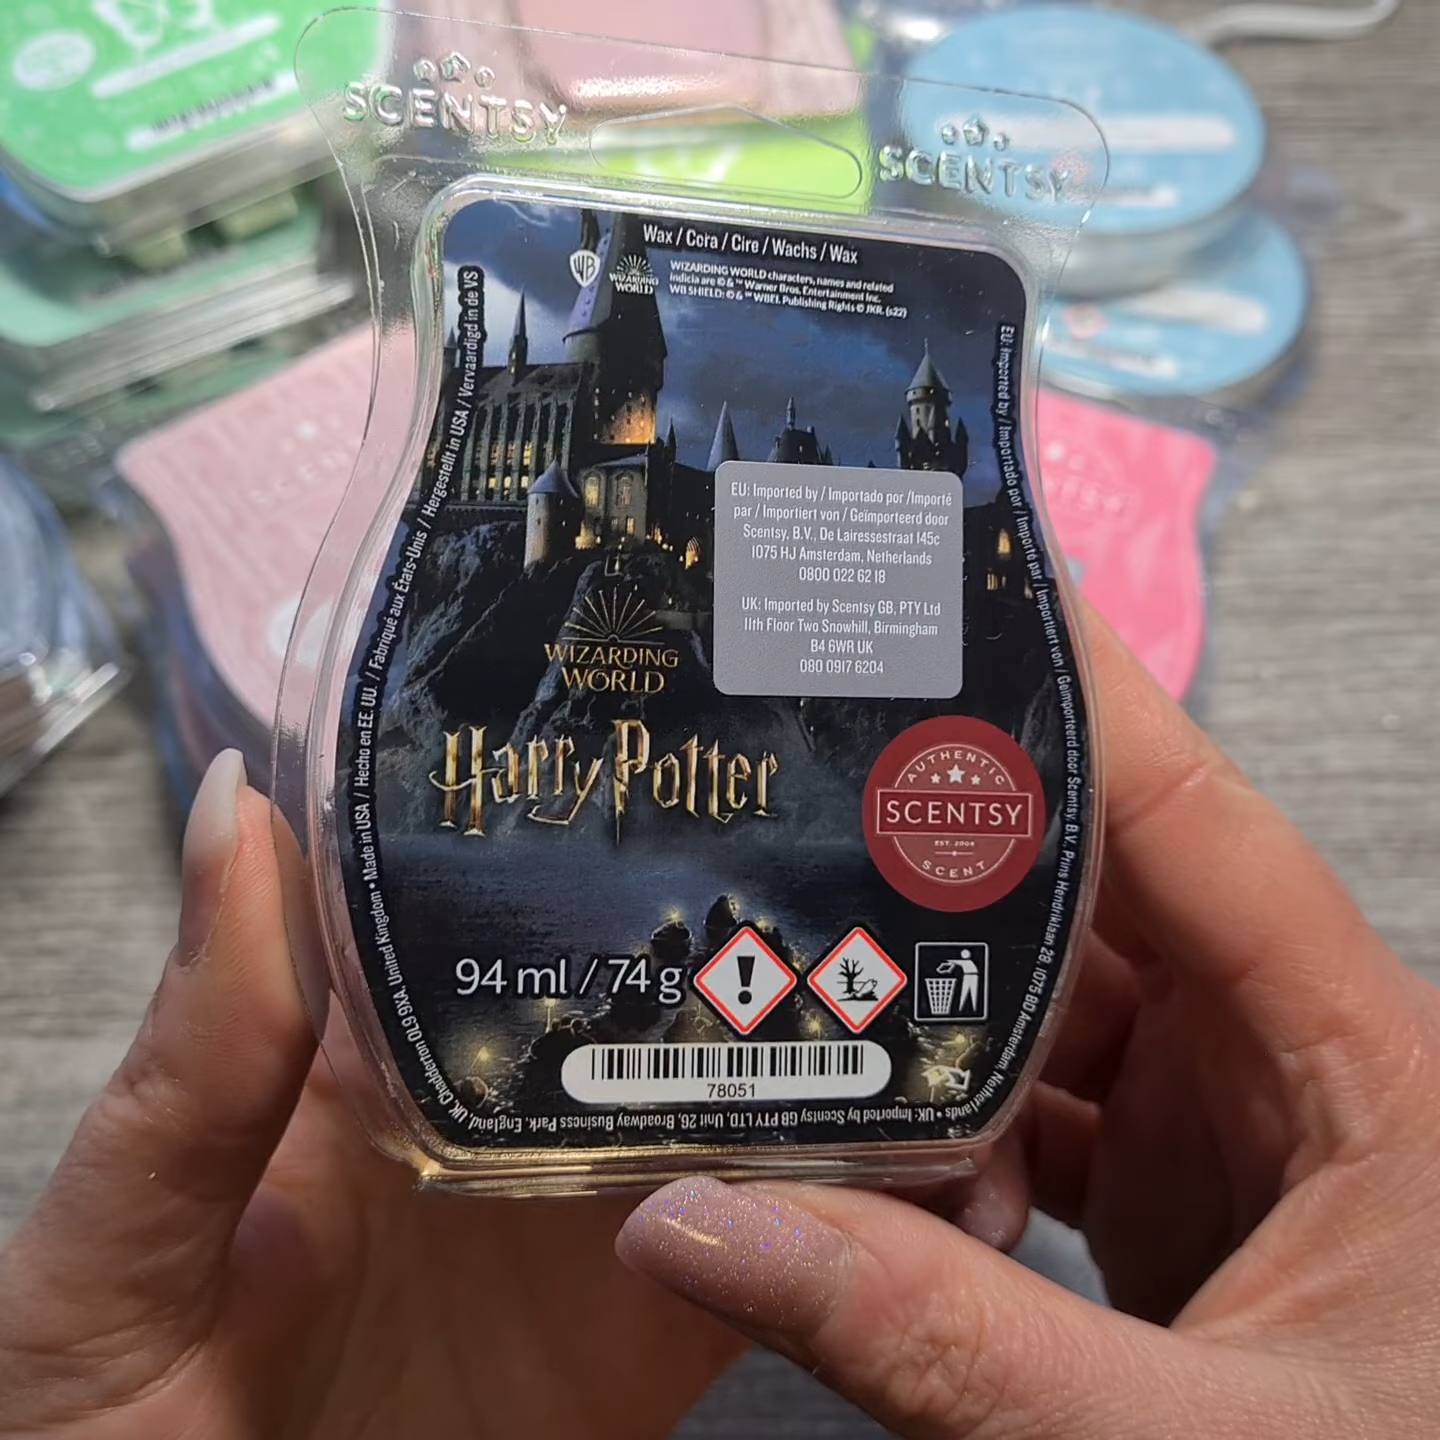 SCENTSY
SCENTSY
Wax / Cora / Cire / Wachs / Wax
WB
WIZARDING
WORLD
WIZARDING WORLD characters, names and related
indicia are © & ™ Warner Bros. Entertainment Inc.
WB SHIELD: © & ™ WBEI. Publishing Rights © JKR. (s22)
EU: Imported by / Importado por /Importé
par / Importiert von / Geïmporteerd door
Scentsy, B.V., De Lairessestraat 145c
1075 HJ Amsterdam, Netherlands
0800 022 62 18
UK: Imported by Scentsy GB, PTY Ltd
11th Floor Two Snowhill, Birmingham
B4 6WR UK
080 0917 6204
WIZARDING
WORLD
Harry Potter
AUTHENTIC
SCENTSY
EST. 2004
SCENT
94 ml / 74 g
78051
EU: Imported by / Importado por / Importé par / Importiert von / Geïmporteerd door Scentsy B.V., Prins Hendriklaan 29, 1075 BD Amsterdam, Netherlands • UK: Imported by Scentsy GB PTY LTD, Unit 26, Broadway Business Park, England, UK, Chadderton OL9 9XA, United Kingdom • Made in USA / Hecho en EE. UU. / Fabriqué aux États-Unis / Hergestellt in USA / Vervaardigd in de VS